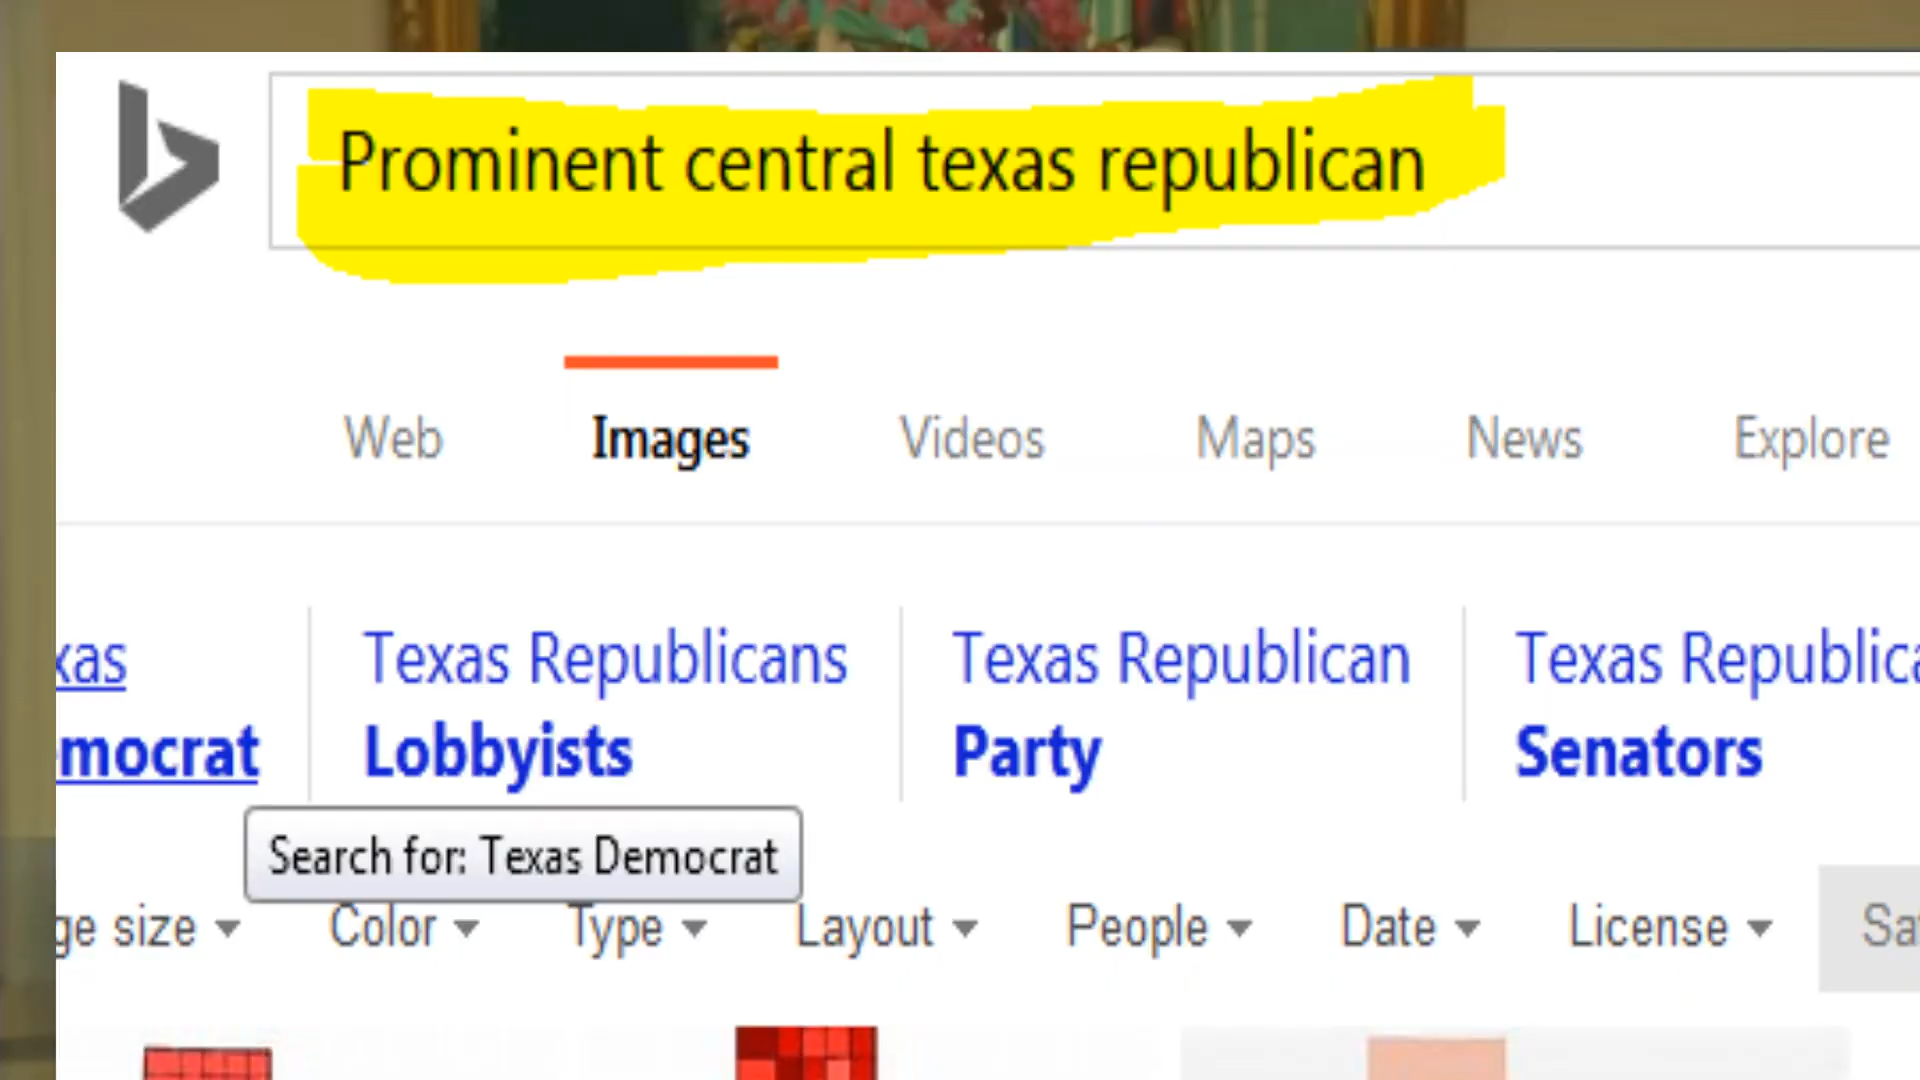 Prominent central texas republican
Web Images Videos Maps News Explore
xas
mocrat
Texas Republicans
Lobbyists
Texas Republican
Party
Texas Republica
Senators
Search for: Texas Democrat
ge size Color Type Layout People Date License Sa